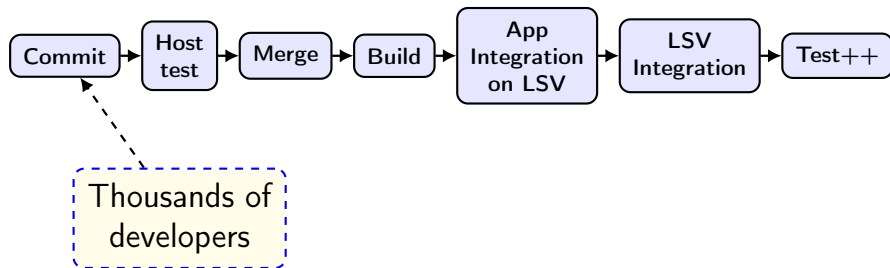 Commit
Host
test
Merge
Build
App
Integration
on LSV
LSV
Integration
Test++
Thousands of
developers